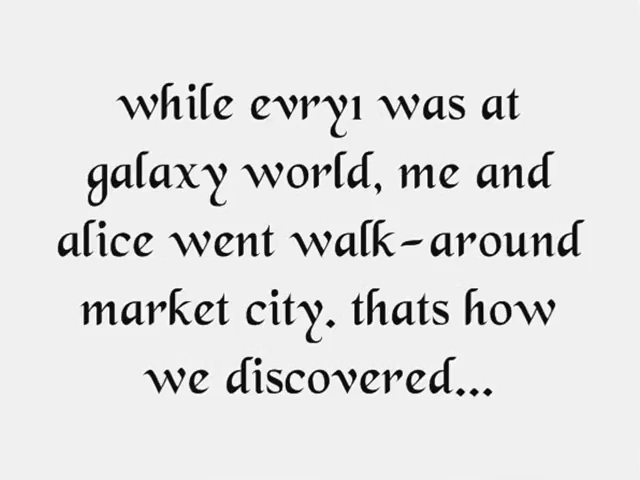 while evry1 was at
galaxy world, me and
alice went walk-around
market city. thats how
we discovered...